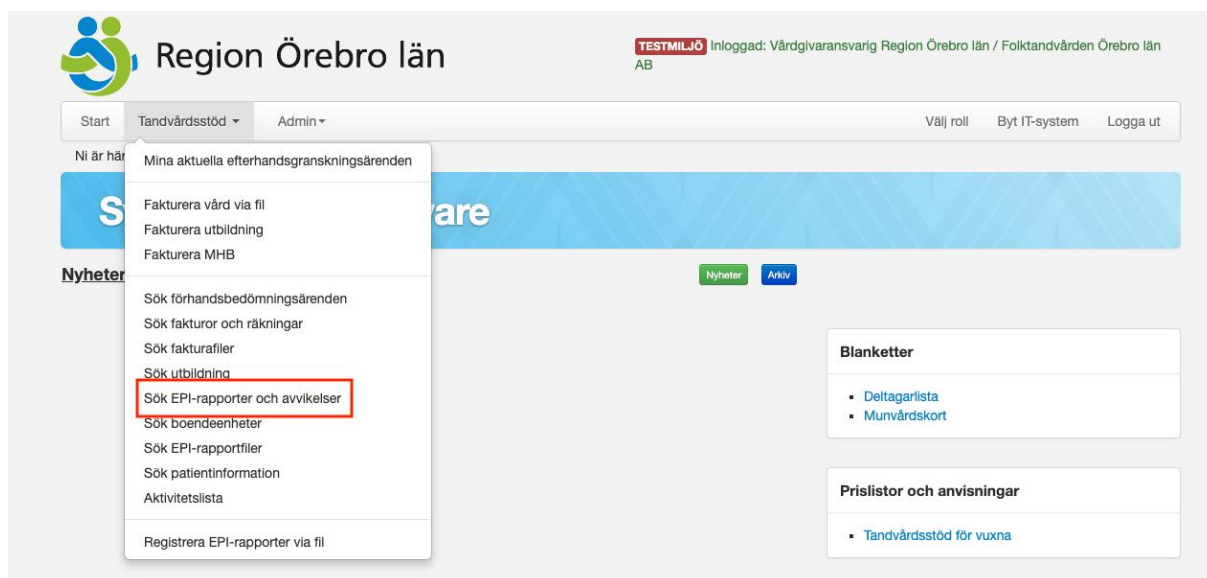 Region Örebro län
TESTMILJÖ Inloggad: Vårdgivaransvarig Region Örebro län / Folktandvården Örebro län
AB
Start Tandvårdsstöd Admin Välj roll Byt IT-system Logga ut
Ni är här
Mina aktuella efterhandsgranskningsärenden
Fakturera vård via fil
Fakturera utbildning
Fakturera MHB
Nyheter
Nyheter Arkiv
Sök förhandsbedömningsärenden
Sök fakturor och räkningar
Sök fakturafiler
Sök utbildning
Sök EPI-rapporter och avvikelser
Sök boendeenheter
Sök EPI-rapportfiler
Sök patientinformation
Aktivitetslista
Registrera EPI-rapporter via fil
Blanketter
Deltagarlista
Munvårdskort
Prislistor och anvisningar
Tandvårdsstöd för vuxna